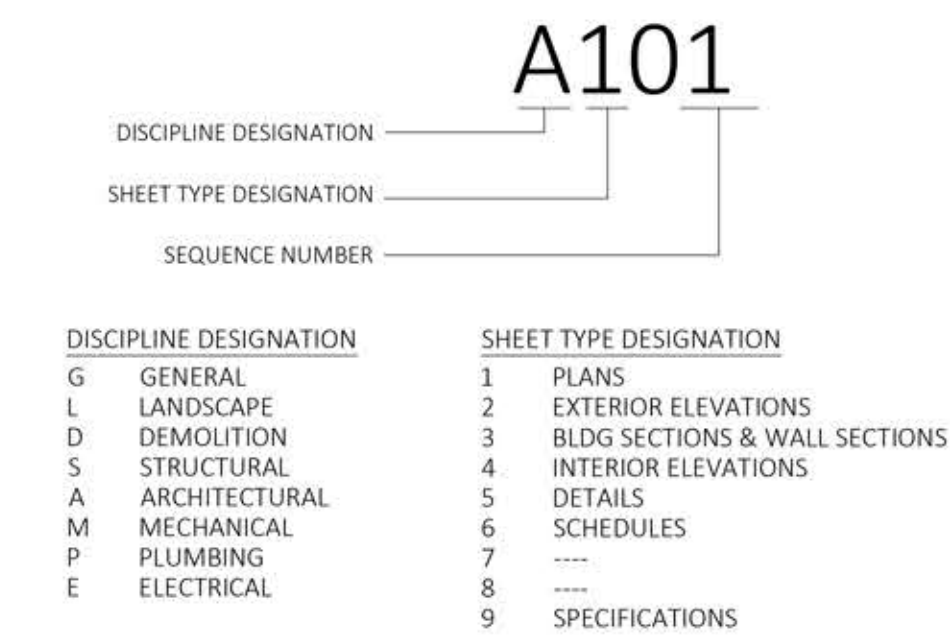 A101
DISCIPLINE DESIGNATION
SHEET TYPE DESIGNATION
SEQUENCE NUMBER
DISCIPLINE DESIGNATION
G GENERAL
L LANDSCAPE
D DEMOLITION
S STRUCTURAL
A ARCHITECTURAL
M MECHANICAL
P PLUMBING
E ELECTRICAL
SHEET TYPE DESIGNATION
1 PLANS
2 EXTERIOR ELEVATIONS
3 BLDG SECTIONS & WALL SECTIONS
4 INTERIOR ELEVATIONS
5 DETAILS
6 SCHEDULES
7 ----
8 ----
9 SPECIFICATIONS